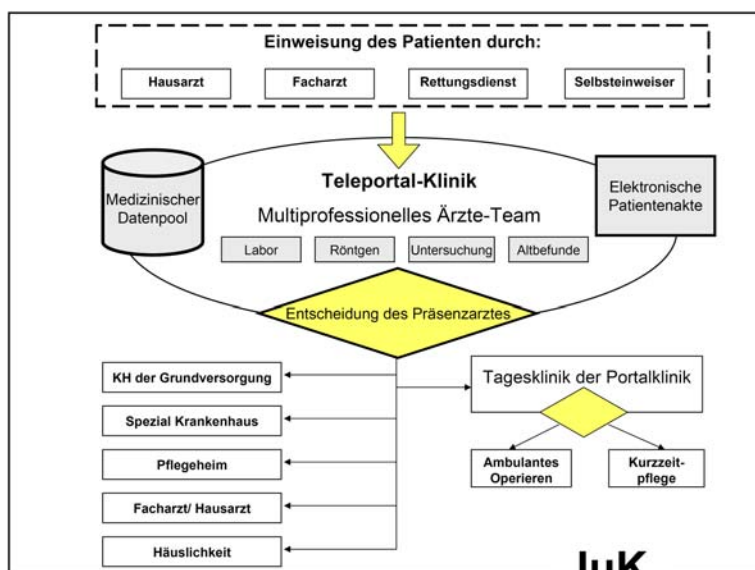 Einweisung des Patienten durch:
Hausarzt
Facharzt
Rettungsdienst
Selbsteinweiser
Medizinischer
Datenpool
Teleportal-Klinik
Multiprofessionelles Ärzte-Team
Elektronische
Patientenakte
Labor
Röntgen
Untersuchung
Altbefunde
Entscheidung des Präsenzarztes
KH der Grundversorgung
Spezial Krankenhaus
Pflegeheim
Facharzt/ Hausarzt
Häuslichkeit
Tagesklinik der Portalklinik
Ambulantes
Operieren
Kurzzeit-
pflege
IuK